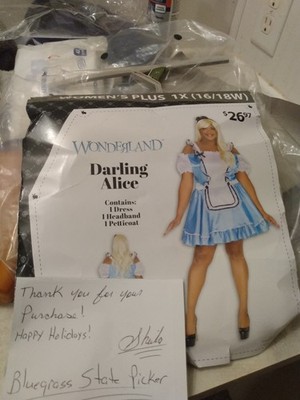 WOMEN'S PLUS 1X (16/18W)
$26.97
WONDERLAND
Darling
Alice
Contains:
1 Dress
1 Headband
1 Petticoat
Thank you for your
Purchase!
Happy Holidays!
Bluegrass State Picker